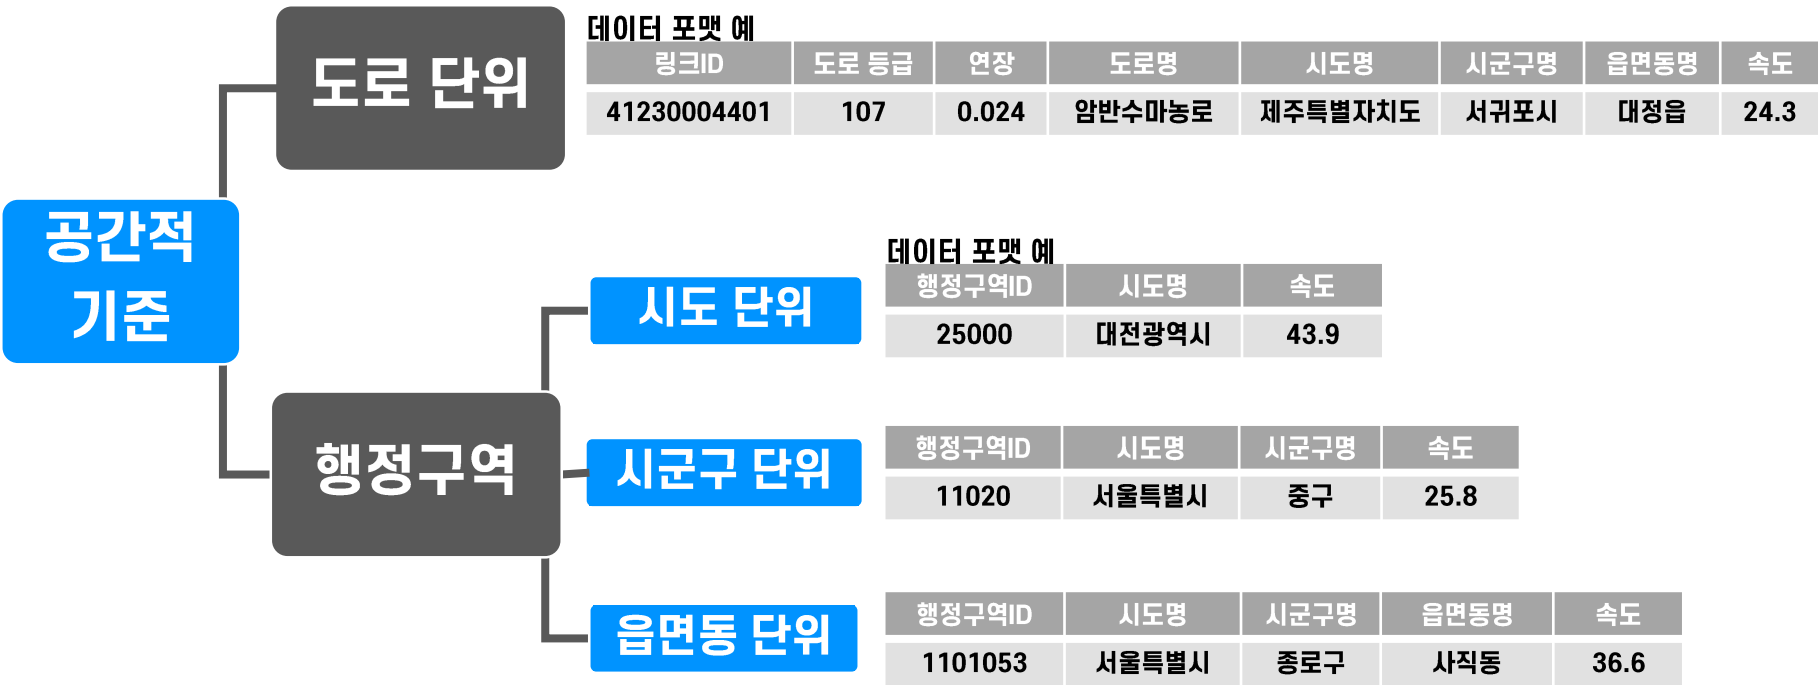 공간적
기준
도로 단위
데이터 포맷 예
링크ID 도로 등급 연장 도로명 시도명 시군구명 읍면동명 속도
41230004401 107 0.024 암반수마농로 제주특별자치도 서귀포시 대정읍 24.3
행정구역
시도 단위
데이터 포맷 예
행정구역ID 시도명 속도
25000 대전광역시 43.9
시군구 단위
행정구역ID 시도명 시군구명 속도
11020 서울특별시 중구 25.8
읍면동 단위
행정구역ID 시도명 시군구명 읍면동명 속도
1101053 서울특별시 종로구 사직동 36.6